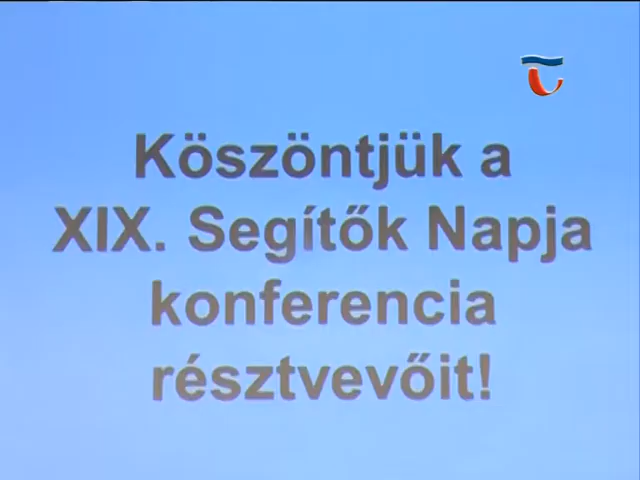 Köszöntjük a
XIX. Segítők Napja
konferencia
résztvevőit!